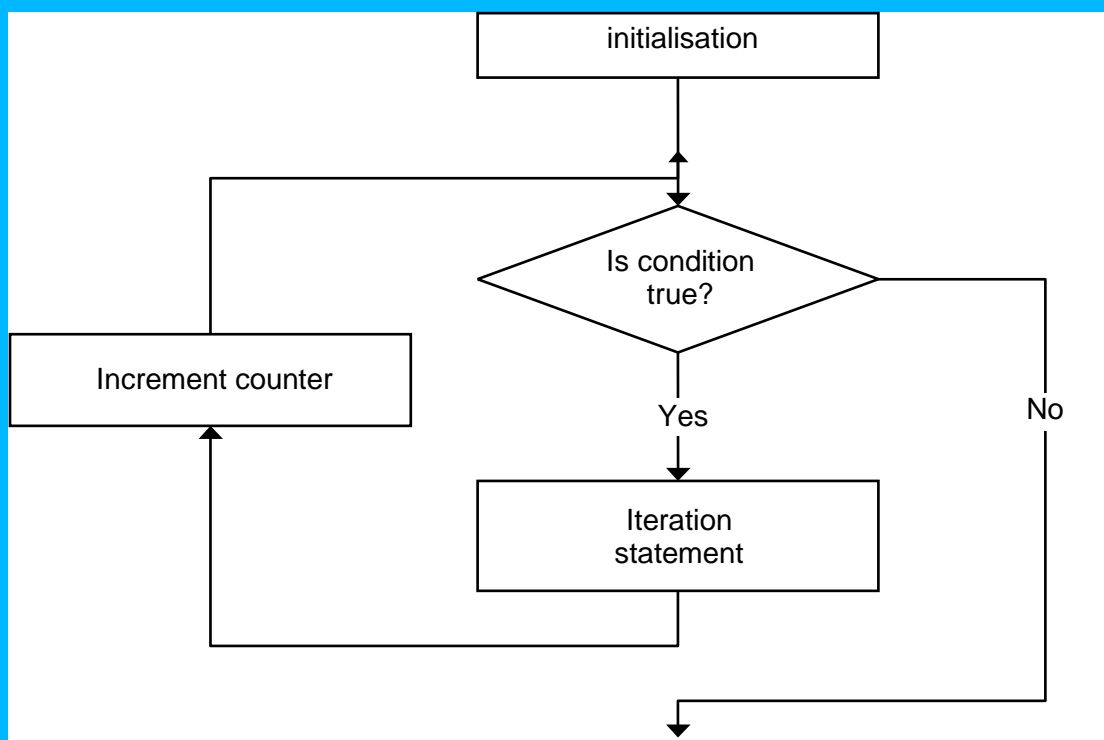 initialisation
Is condition
true?
Increment counter
Yes
No
Iteration
statement